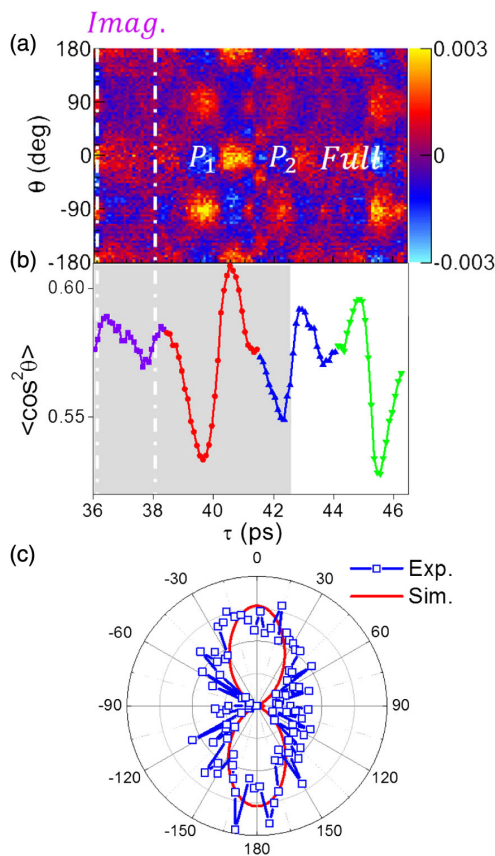 Imag.
(a)
180
90
0
-90
-180
θ (deg)
P1 P2 Full
0.003
0
-0.003
(b)
0.60
0.55
<cos²θ>
36 38 40 42 44 46
τ (ps)
(c)
Exp.
Sim.
0
-30 30
-60 60
-90 90
-120 120
-150 150
180